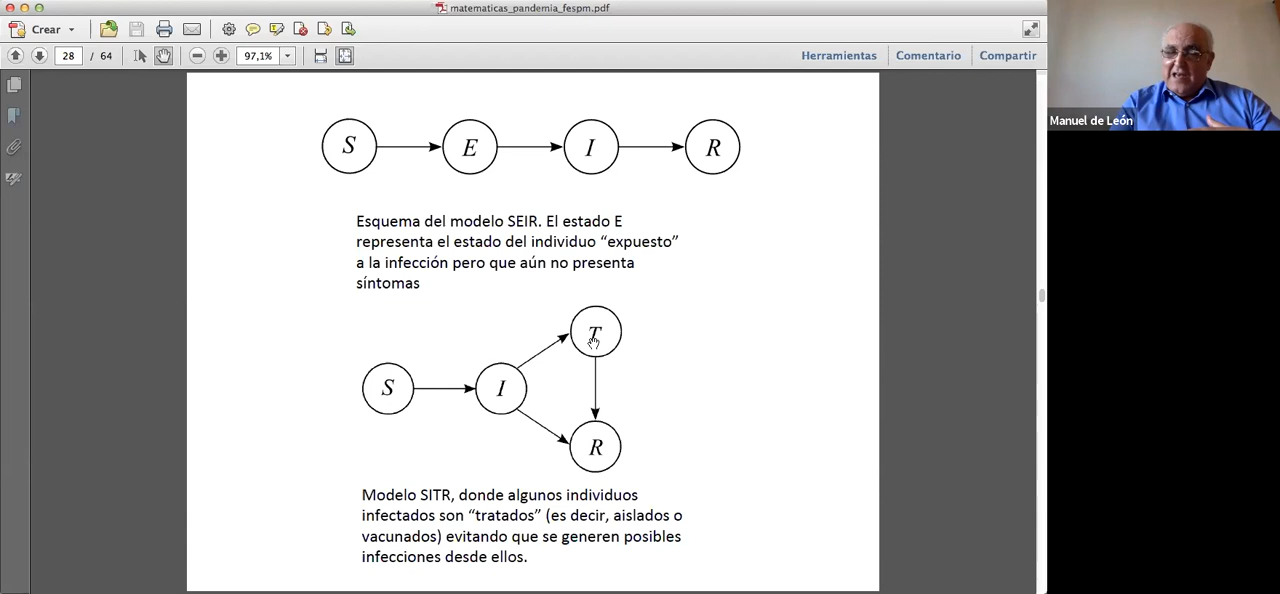 matematicas_pandemia_fespm.pdf
Crear
28 / 64
97,1%
Herramientas
Comentario
Compartir
Manuel de León
S
E
I
R
Esquema del modelo SEIR. El estado E
representa el estado del individuo “expuesto”
a la infección pero que aún no presenta
síntomas
T
S
I
R
Modelo SITR, donde algunos individuos
infectados son “tratados” (es decir, aislados o
vacunados) evitando que se generen posibles
infecciones desde ellos.